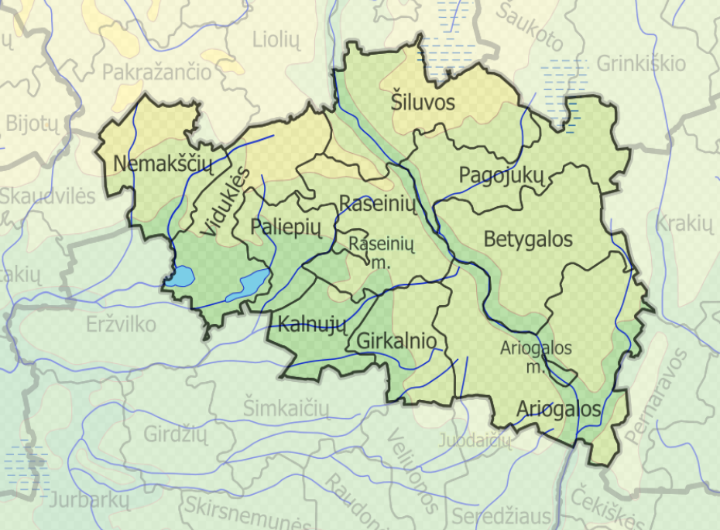 Liolių
Šaukoto
Pakražančio
Grinkiškio
Šiluvos
Bijotų
Nemakščių
Pagojukų
Skaudvilės
Viduklės
Raseinių
Paliepių
Krakių
Betygalos
Raseinių
m.
Eržvilko
Kalnujų
Girkalnio
Ariogalos
m.
Pernaravos
Šimkaičių
Ariogalos
Girdžių
Juodaičių
Veliuonos
Jurbarkų
Raudonė
Skirsnemunės
Seredžiaus
Čekiškės